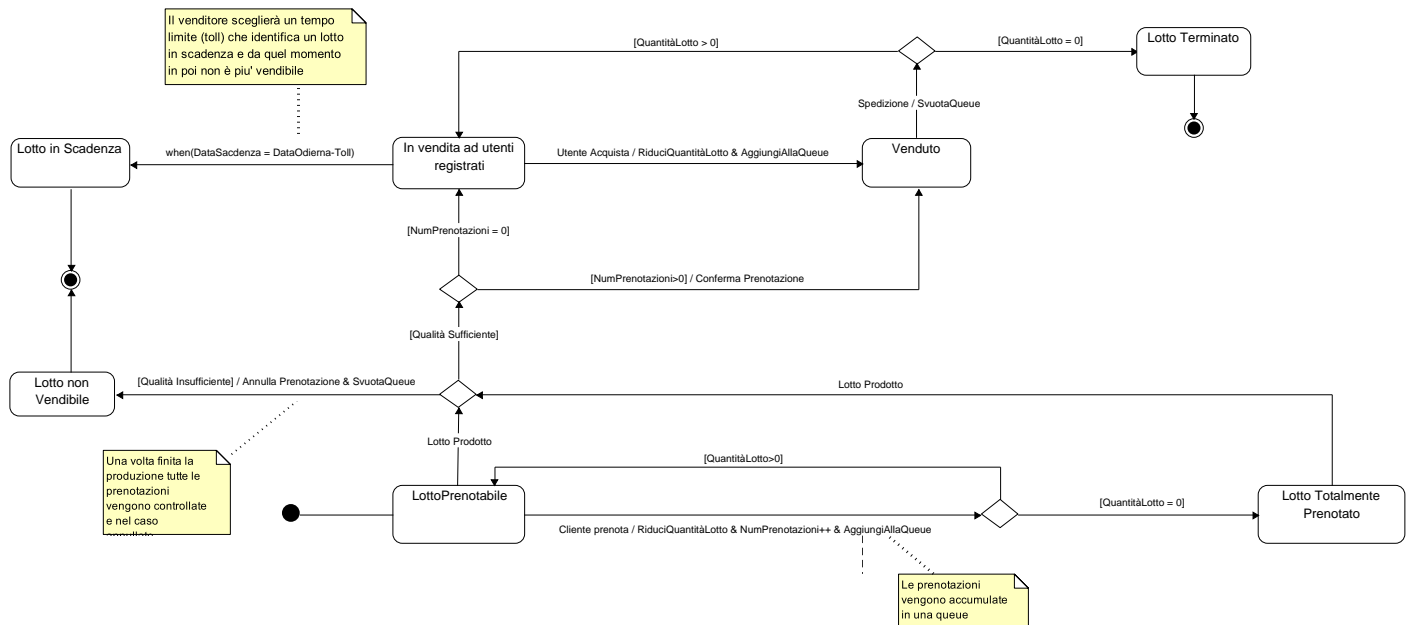 Il venditore sceglierà un tempo
limite (toll) che identifica un lotto
in scadenza e da quel momento
in poi non è piu' vendibile
[QuantitàLotto > 0]
[QuantitàLotto = 0]
Lotto Terminato
Spedizione / SvuotaQueue
Lotto in Scadenza
when(DataSacdenza = DataOdierna-Toll)
In vendita ad utenti
registrati
Utente Acquista / RiduciQuantitàLotto & AggiungiAllaQueue
Venduto
[NumPrenotazioni = 0]
[NumPrenotazioni>0] / Conferma Prenotazione
[Qualità Sufficiente]
Lotto non
Vendibile
[Qualità Insufficiente] / Annulla Prenotazione & SvuotaQueue
Lotto Prodotto
Lotto Prodotto
Una volta finita la
produzione tutte le
prenotazioni
vengono controllate
e nel caso
[QuantitàLotto>0]
LottoPrenotabile
[QuantitàLotto = 0]
Lotto Totalmente
Prenotato
Cliente prenota / RiduciQuantitàLotto & NumPrenotazioni++ & AggiungiAllaQueue
Le prenotazioni
vengono accumulate
in una queue